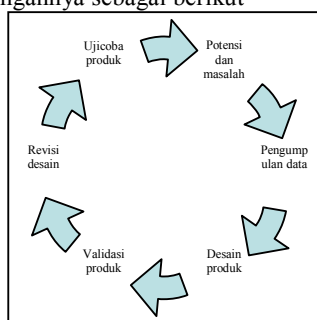 ngannya sebagai berikut
Ujicoba
produk
Potensi
dan
masalah
Pengump
ulan data
Desain
produk
Validasi
produk
Revisi
desain